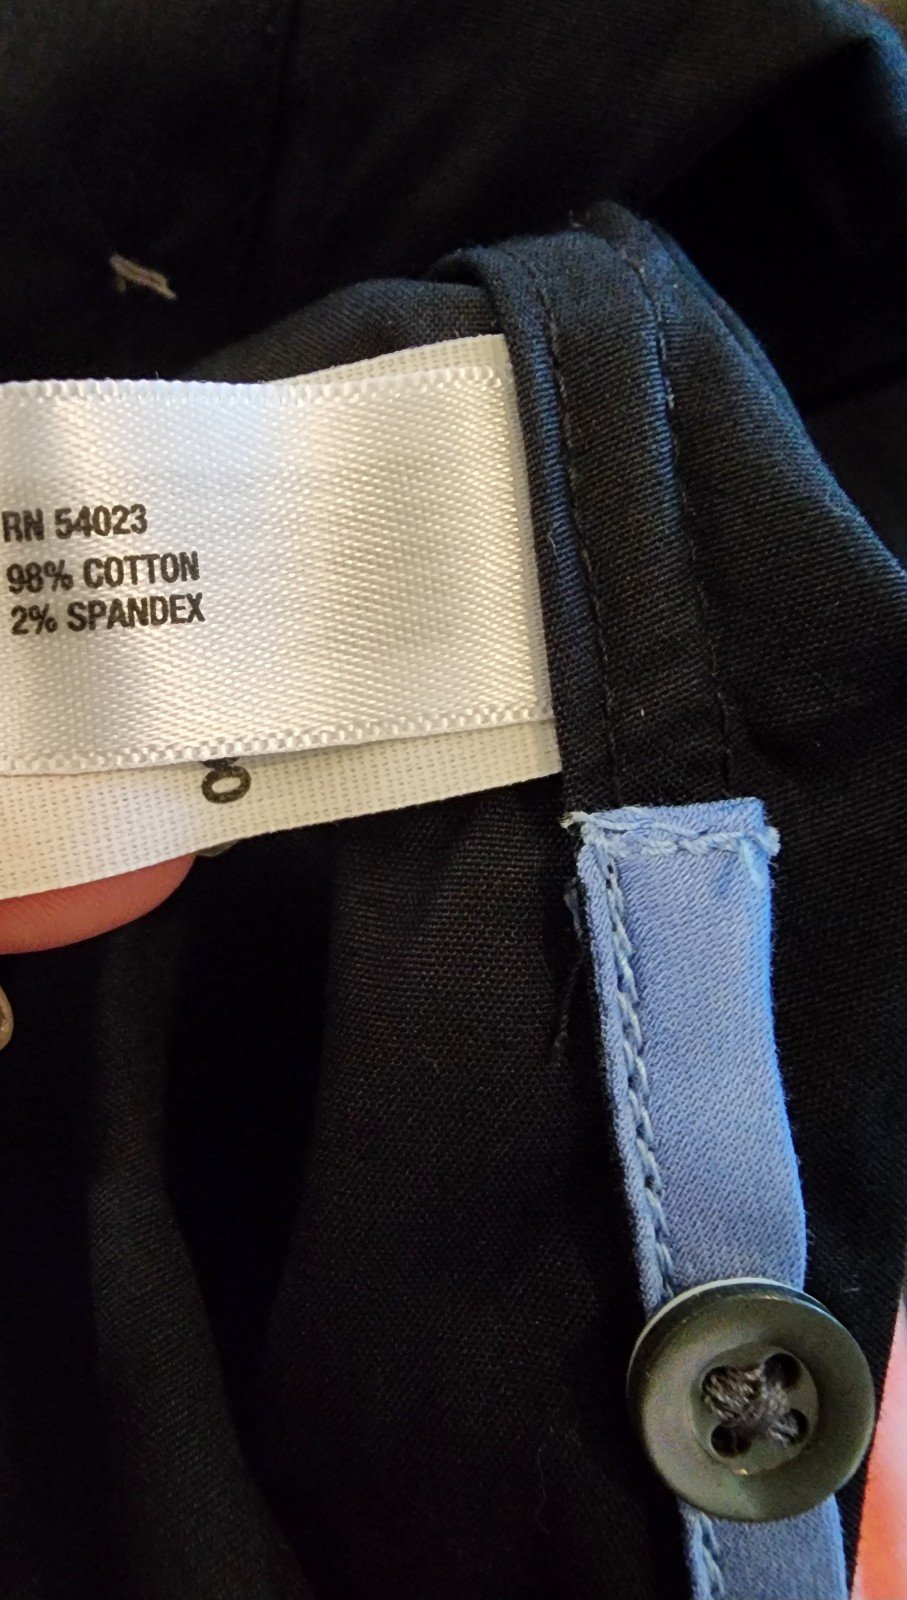 RN 54023
98% COTTON
2% SPANDEX